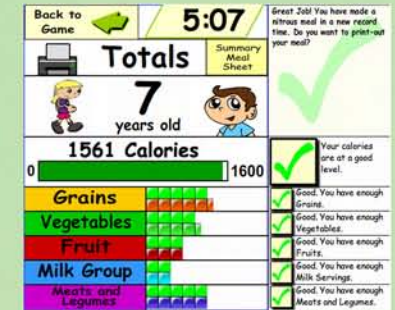 Back to
Game
5:07
Totals
Summary
Meal
Sheet
7
years old
1561 Calories
0
1600
Grains
Vegetables
Fruit
Milk Group
Meats and
Legumes
Great Job! You have made a
nitrous meal in a new record
time. Do you want to print-out
your meal?
Your calories
are at a good
level.
Good. You have enough
Grains.
Good. You have enough
Vegetables.
Good. You have enough
Fruits.
Good. You have enough
Milk Servings.
Good. You have enough
Meats and Legumes.